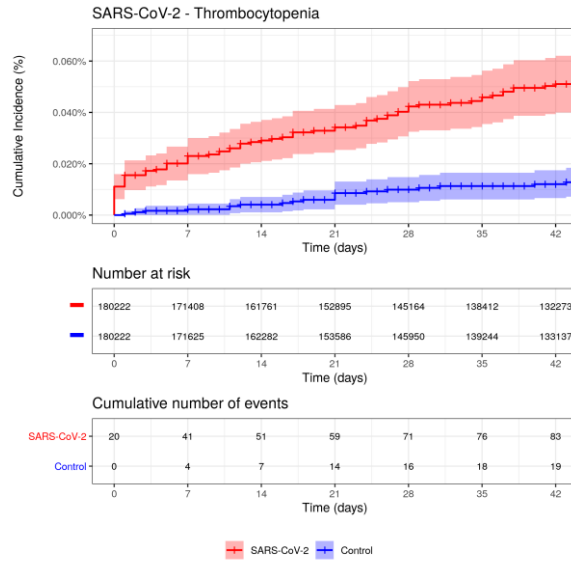 SARS-CoV-2 - Thrombocytopenia
Cumulative Incidence (%)
0.060%
0.040%
0.020%
0.000%
0 7 14 21 28 35 42
Time (days)
Number at risk
180222 171408 161761 152895 145164 138412 132273
180222 171625 162282 153586 145950 139244 133137
0 7 14 21 28 35 42
Time (days)
Cumulative number of events
SARS-CoV-2 20 41 51 59 71 76 83
Control 0 4 7 14 16 18 19
0 7 14 21 28 35 42
Time (days)
SARS-CoV-2 Control